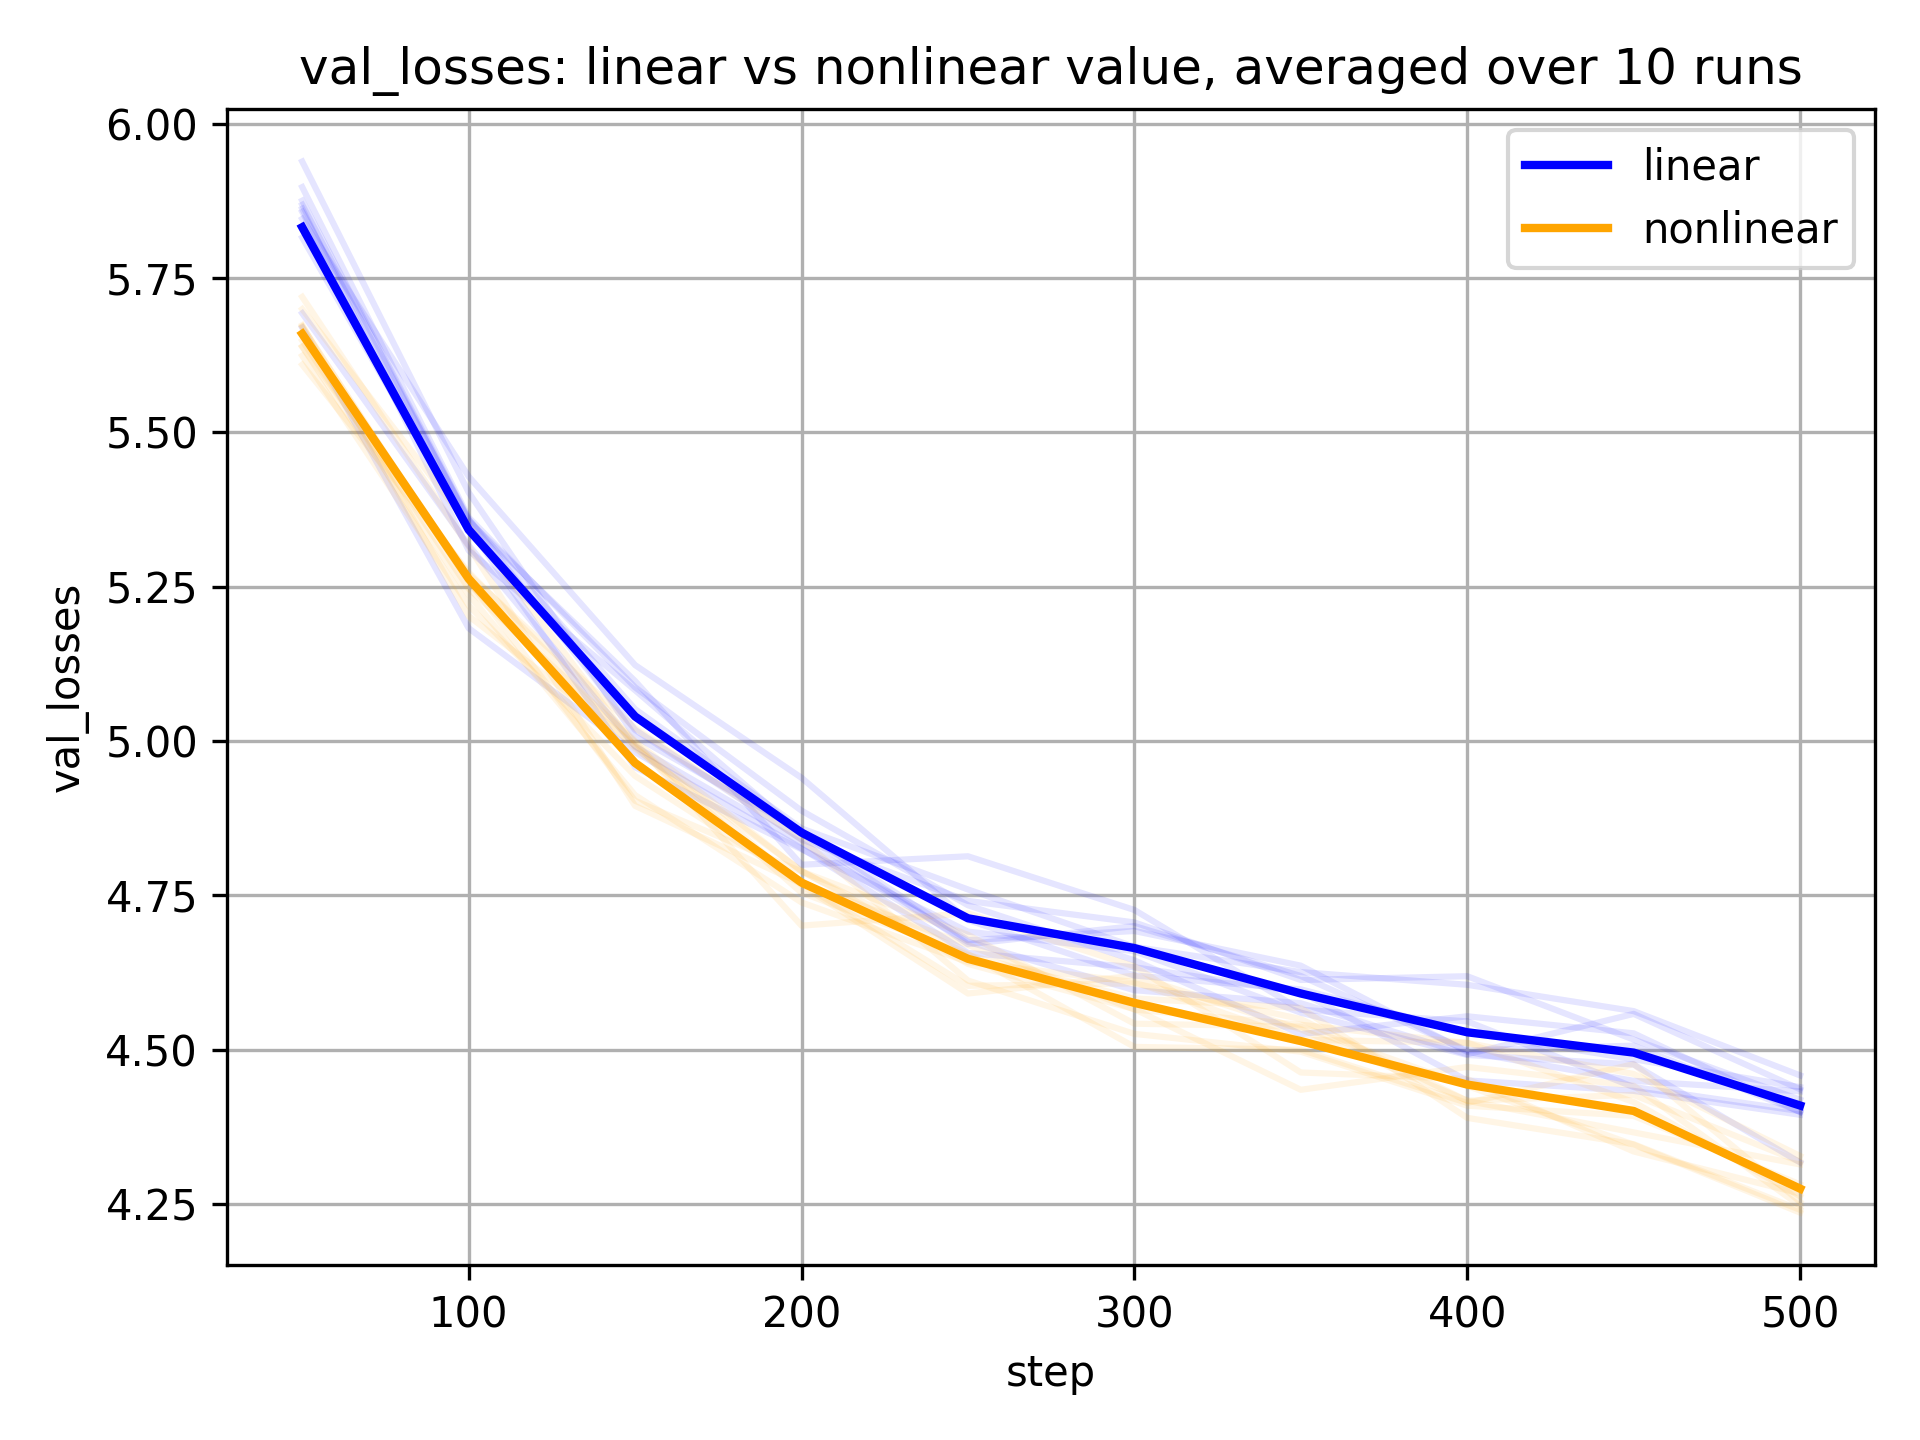 val_losses: linear vs nonlinear value, averaged over 10 runs
linear
nonlinear
6.00
5.75
5.50
5.25
5.00
4.75
4.50
4.25
val_losses
100
200
300
400
500
step